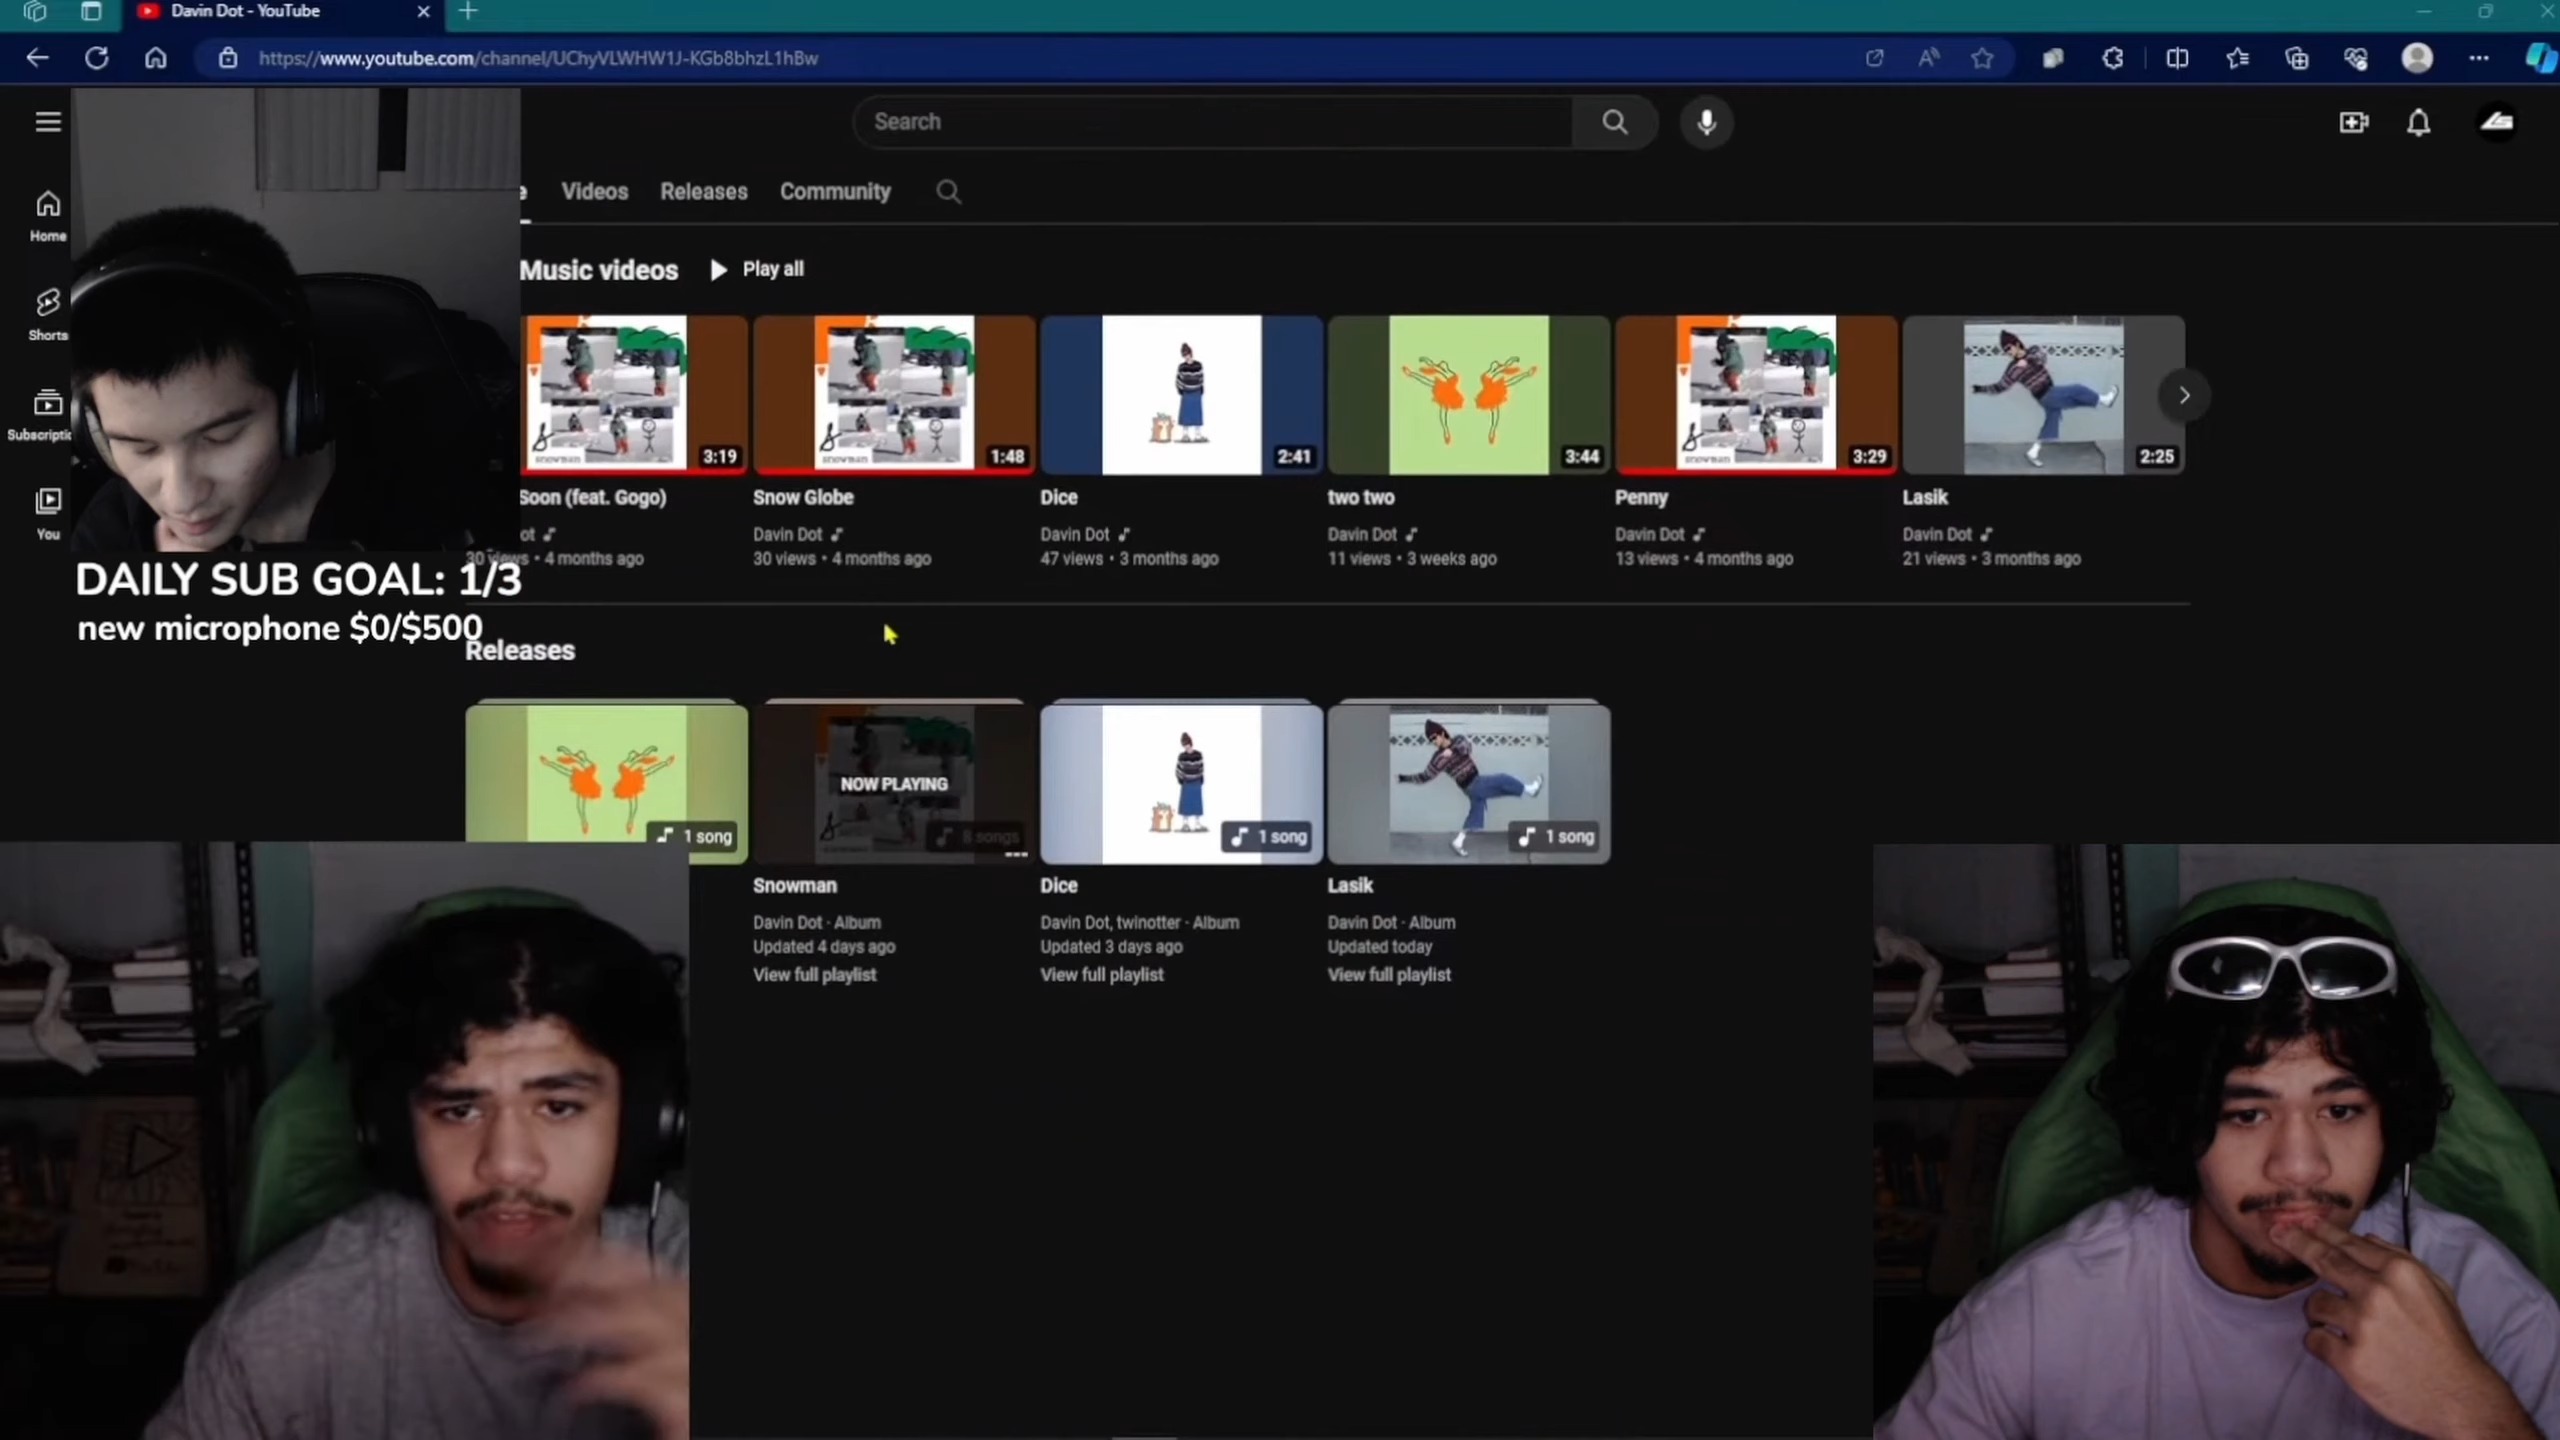 Davin Dot - YouTube
https://www.youtube.com/channel/UChyVLWHW1J-KGb8bhzL1hBw
Search
Home
Shorts
Subscriptic
You
Videos
Releases
Community
Music videos
Play all
3:19
1:48
2:41
3:44
3:29
2:25
Soon (feat. Gogo)
30 views • 4 months ago
Snow Globe
Davin Dot
30 views • 4 months ago
Dice
Davin Dot
47 views • 3 months ago
two two
Davin Dot
11 views • 3 weeks ago
Penny
Davin Dot
13 views • 4 months ago
Lasik
Davin Dot
21 views • 3 months ago
DAILY SUB GOAL: 1/3
new microphone $0/$500
Releases
1 song
NOW PLAYING
8 songs
1 song
1 song
Snowman
Davin Dot · Album
Updated 4 days ago
View full playlist
Dice
Davin Dot, twinotter · Album
Updated 3 days ago
View full playlist
Lasik
Davin Dot · Album
Updated today
View full playlist